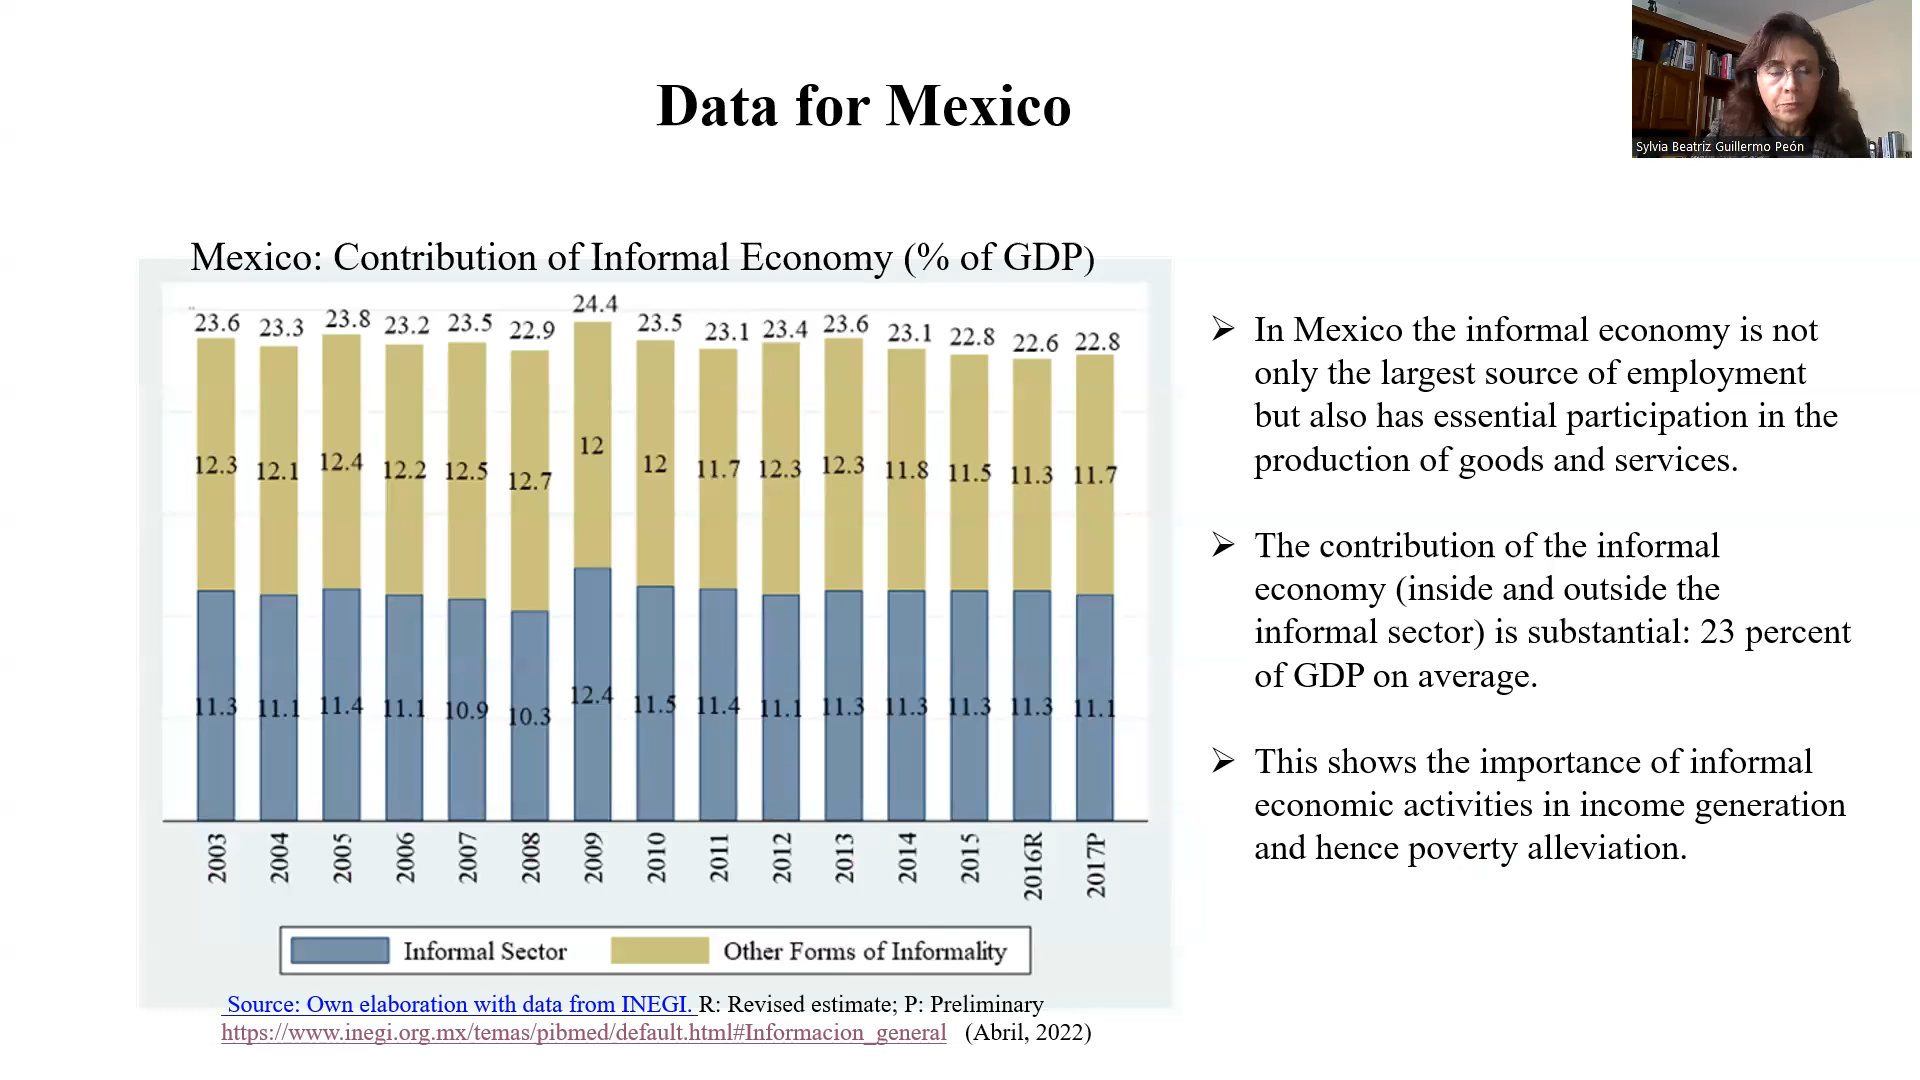 Data for Mexico
Sylvia Beatriz Guillermo Peón
Mexico: Contribution of Informal Economy (% of GDP)
23.6 23.3 23.8 23.2 23.5 22.9 24.4 23.5 23.1 23.4 23.6 23.1 22.8 22.6 22.8
12.3 12.1 12.4 12.2 12.5 12.7 12 12 11.7 12.3 12.3 11.8 11.5 11.3 11.7
11.3 11.1 11.4 11.1 10.9 10.3 12.4 11.5 11.4 11.1 11.3 11.3 11.3 11.3 11.1
2003 2004 2005 2006 2007 2008 2009 2010 2011 2012 2013 2014 2015 2016R 2017P
Informal Sector Other Forms of Informality
Source: Own elaboration with data from INEGI. R: Revised estimate; P: Preliminary
https://www.inegi.org.mx/temas/pibmed/default.html#Informacion_general (Abril, 2022)
➢ In Mexico the informal economy is not
only the largest source of employment
but also has essential participation in the
production of goods and services.
➢ The contribution of the informal
economy (inside and outside the
informal sector) is substantial: 23 percent
of GDP on average.
➢ This shows the importance of informal
economic activities in income generation
and hence poverty alleviation.